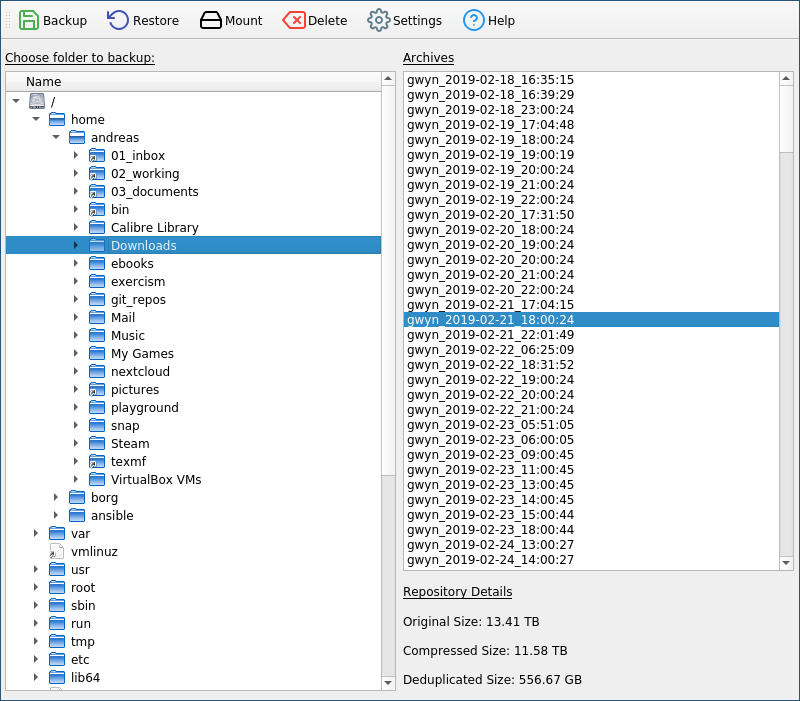 Backup Restore Mount Delete Settings Help
Choose folder to backup:
Name
/
home
andreas
01_inbox
02_working
03_documents
bin
Calibre Library
Downloads
ebooks
exercism
git_repos
Mail
Music
My Games
nextcloud
pictures
playground
snap
Steam
texmf
VirtualBox VMs
borg
ansible
var
vmlinuz
usr
root
sbin
run
tmp
etc
lib64
Archives
gwyn_2019-02-18_16:35:15
gwyn_2019-02-18_16:39:29
gwyn_2019-02-18_23:00:24
gwyn_2019-02-19_17:04:48
gwyn_2019-02-19_18:00:24
gwyn_2019-02-19_19:00:19
gwyn_2019-02-19_20:00:24
gwyn_2019-02-19_21:00:24
gwyn_2019-02-19_22:00:24
gwyn_2019-02-20_17:31:50
gwyn_2019-02-20_18:00:24
gwyn_2019-02-20_19:00:24
gwyn_2019-02-20_20:00:24
gwyn_2019-02-20_21:00:24
gwyn_2019-02-20_22:00:24
gwyn_2019-02-21_17:04:15
gwyn_2019-02-21_18:00:24
gwyn_2019-02-21_22:01:49
gwyn_2019-02-22_06:25:09
gwyn_2019-02-22_18:31:52
gwyn_2019-02-22_19:00:24
gwyn_2019-02-22_20:00:24
gwyn_2019-02-22_21:00:24
gwyn_2019-02-23_05:51:05
gwyn_2019-02-23_06:00:05
gwyn_2019-02-23_09:00:45
gwyn_2019-02-23_11:00:45
gwyn_2019-02-23_13:00:45
gwyn_2019-02-23_14:00:45
gwyn_2019-02-23_15:00:44
gwyn_2019-02-23_18:00:44
gwyn_2019-02-24_13:00:27
gwyn_2019-02-24_14:00:27
Repository Details
Original Size: 13.41 TB
Compressed Size: 11.58 TB
Deduplicated Size: 556.67 GB